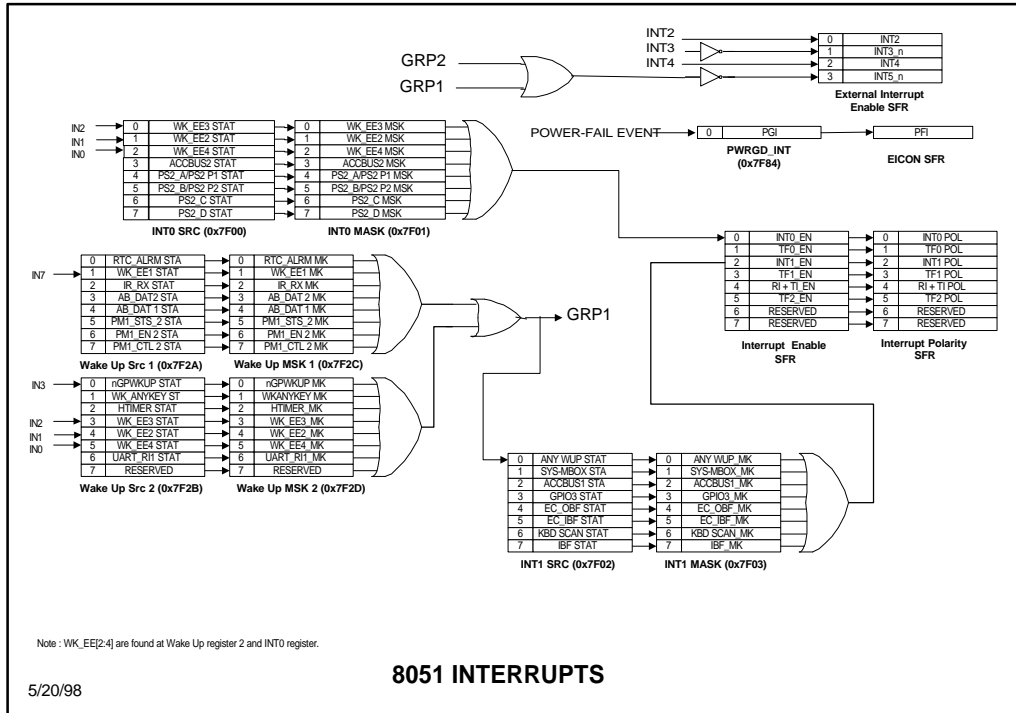 INT2
INT3
INT4
0 INT2
1 INT3_n
2 INT4
3 INT5_n
External Interrupt
Enable SFR
GRP2
GRP1
POWER-FAIL EVENT
0 PGI
PWRGD_INT
(0x7F84)
PFI
EICON SFR
IN2
IN1
IN0
0 WK_EE3 STAT
1 WK_EE2 STAT
2 WK_EE4 STAT
3 ACCBUS2 STAT
4 PS2_A/PS2 P1 STAT
5 PS2_B/PS2 P2 STAT
6 PS2_C STAT
7 PS2_D STAT
INT0 SRC (0x7F00)
0 WK_EE3 MSK
1 WK_EE2 MSK
2 WK_EE4 MSK
3 ACCBUS2 MSK
4 PS2_A/PS2 P1 MSK
5 PS2_B/PS2 P2 MSK
6 PS2_C MSK
7 PS2_D MSK
INT0 MASK (0x7F01)
0 INT0_EN
1 TF0_EN
2 INT1_EN
3 TF1_EN
4 RI + TI_EN
5 TF2_EN
6 RESERVED
7 RESERVED
Interrupt Enable
SFR
0 INT0 POL
1 TF0 POL
2 INT1 POL
3 TF1 POL
4 RI + TI POL
5 TF2 POL
6 RESERVED
7 RESERVED
Interrupt Polarity
SFR
IN7
0 RTC_ALRM STA
1 WK_EE1 STAT
2 IR_RX STAT
3 AB_DAT2 STA
4 AB_DAT 1 STA
5 PM1_STS_2 STA
6 PM1_EN 2 STA
7 PM1_CTL 2 STA
Wake Up Src 1 (0x7F2A)
0 RTC_ALRM MK
1 WK_EE1 MK
2 IR_RX MK
3 AB_DAT 2 MK
4 AB_DAT 1 MK
5 PM1_STS_2 MK
6 PM1_EN 2 MK
7 PM1_CTL 2 MK
Wake Up MSK 1 (0x7F2C)
GRP1
IN3
IN2
IN1
IN0
0 nGPWKUP STAT
1 WK_ANYKEY ST
2 HTIMER STAT
3 WK_EE3 STAT
4 WK_EE2 STAT
5 WK_EE4 STAT
6 UART_RI1 STAT
7 RESERVED
Wake Up Src 2 (0x7F2B)
0 nGPWKUP MK
1 WKANYKEY MK
2 HTIMER_MK
3 WK_EE3_MK
4 WK_EE2_MK
5 WK_EE4_MK
6 UART_RI1_MK
7 RESERVED
Wake Up MSK 2 (0x7F2D)
0 ANY WUP STAT
1 SYS-MBOX STA
2 ACCBUS1 STA
3 GPIO3 STAT
4 EC_OBF STAT
5 EC_IBF STAT
6 KBD SCAN STAT
7 IBF STAT
INT1 SRC (0x7F02)
0 ANY WUP_MK
1 SYS-MBOX_MK
2 ACCBUS1_MK
3 GPIO3_MK
4 EC_OBF_MK
5 EC_IBF_MK
6 KBD SCAN_MK
7 IBF_MK
INT1 MASK (0x7F03)
Note : WK_EE[2:4] are found at Wake Up register 2 and INT0 register.
8051 INTERRUPTS
5/20/98